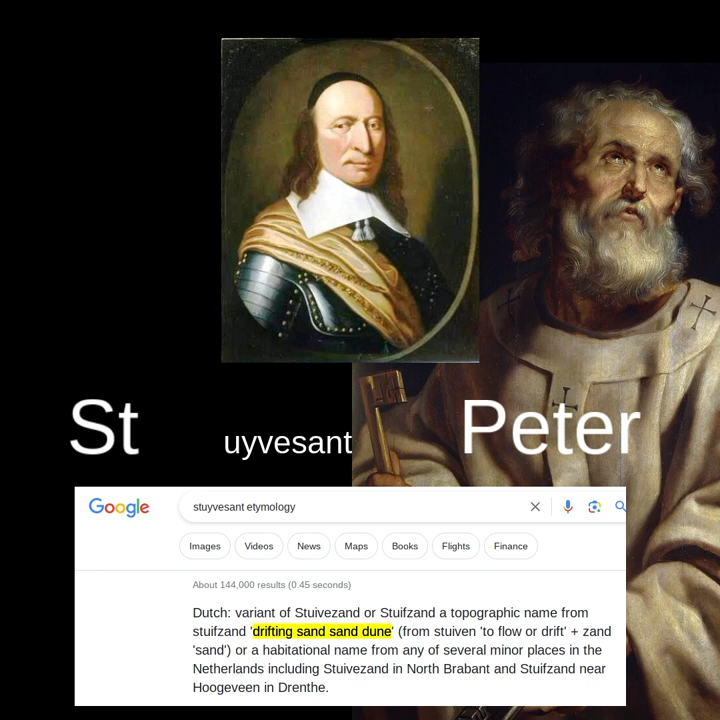 St uyvesant Peter
Google stuyvesant etymology
Images Videos News Maps Books Flights Finance
About 144,000 results (0.45 seconds)
Dutch: variant of Stuivezand or Stuifzand a topographic name from
stuifzand 'drifting sand sand dune' (from stuiven 'to flow or drift' + zand
'sand') or a habitational name from any of several minor places in the
Netherlands including Stuivezand in North Brabant and Stuifzand near
Hoogeveen in Drenthe.